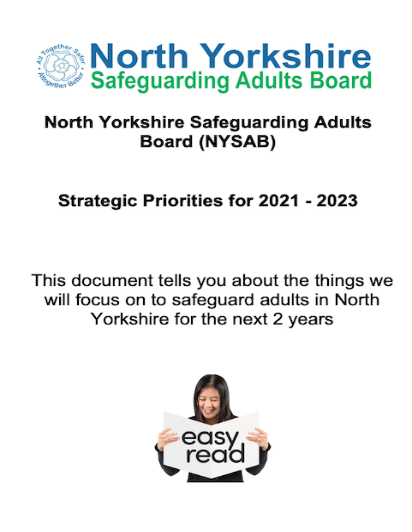 All Together Safer
Altogether Better
North Yorkshire
Safeguarding Adults Board
North Yorkshire Safeguarding Adults
Board (NYSAB)
Strategic Priorities for 2021 - 2023
This document tells you about the things we
will focus on to safeguard adults in North
Yorkshire for the next 2 years
easy
read